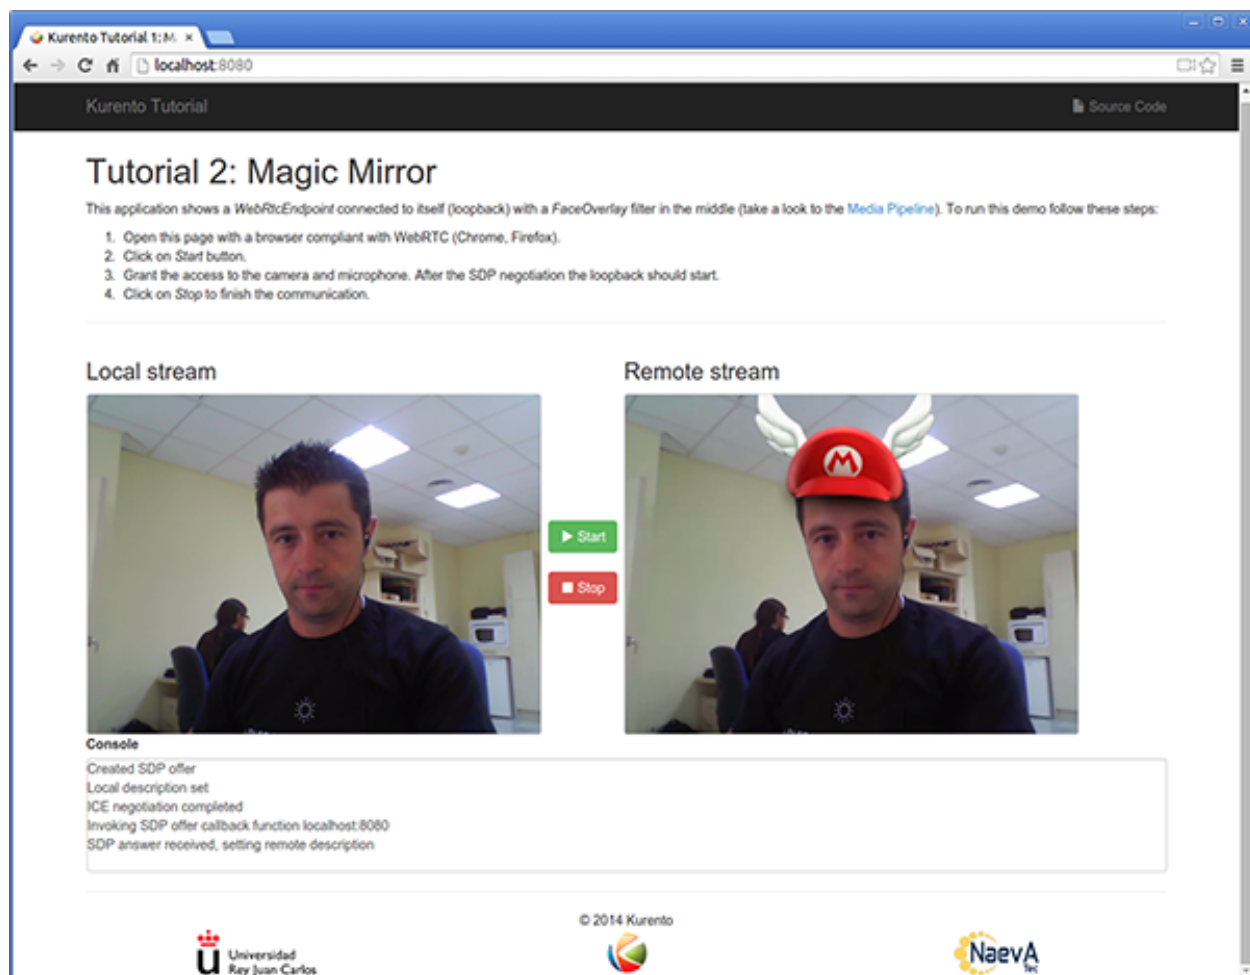 Kurento Tutorial 1: M
localhost:8080
Kurento Tutorial
Source Code
Tutorial 2: Magic Mirror
This application shows a WebRtcEndpoint connected to itself (loopback) with a FaceOverlay filter in the middle (take a look to the Media Pipeline). To run this demo follow these steps:
1. Open this page with a browser compliant with WebRTC (Chrome, Firefox).
2. Click on Start button.
3. Grant the access to the camera and microphone. After the SDP negotiation the loopback should start.
4. Click on Stop to finish the communication.
Local stream
Remote stream
M
Start
Stop
Console
Created SDP offer
Local description set
ICE negotiation completed
Invoking SDP offer callback function localhost:8080
SDP answer received, setting remote description
© 2014 Kurento
Universidad
Rey Juan Carlos
NaevA
Tec